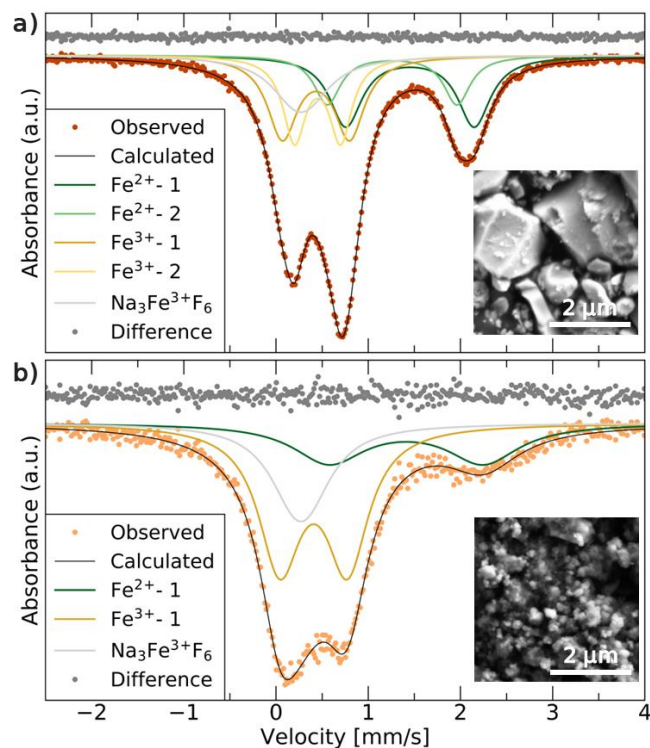 a)
Absorbance (a.u.)
Observed
Calculated
Fe²⁺- 1
Fe²⁺- 2
Fe³⁺- 1
Fe³⁺- 2
Na₃Fe³⁺F₆
Difference
2 μm
b)
Absorbance (a.u.)
Observed
Calculated
Fe²⁺- 1
Fe³⁺- 1
Na₃Fe³⁺F₆
Difference
2 μm
−2 −1 0 1 2 3 4
Velocity [mm/s]